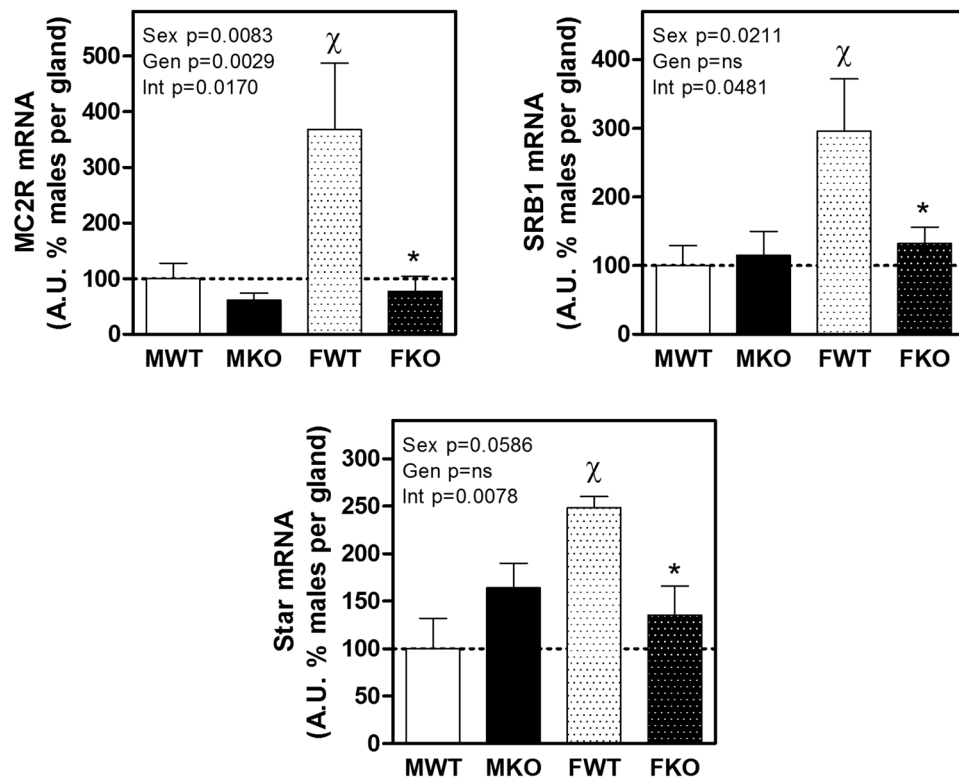 MC2R mRNA
(A.U. % males per gland)
Sex p=0.0083
Gen p=0.0029
Int p=0.0170
500
400
300
200
100
0
χ
*
MWT MKO FWT FKO
SRB1 mRNA
(A.U. % males per gland)
Sex p=0.0211
Gen p=ns
Int p=0.0481
400
300
200
100
0
χ
*
MWT MKO FWT FKO
Star mRNA
(A.U. % males per gland)
Sex p=0.0586
Gen p=ns
Int p=0.0078
300
250
200
150
100
50
0
χ
*
MWT MKO FWT FKO